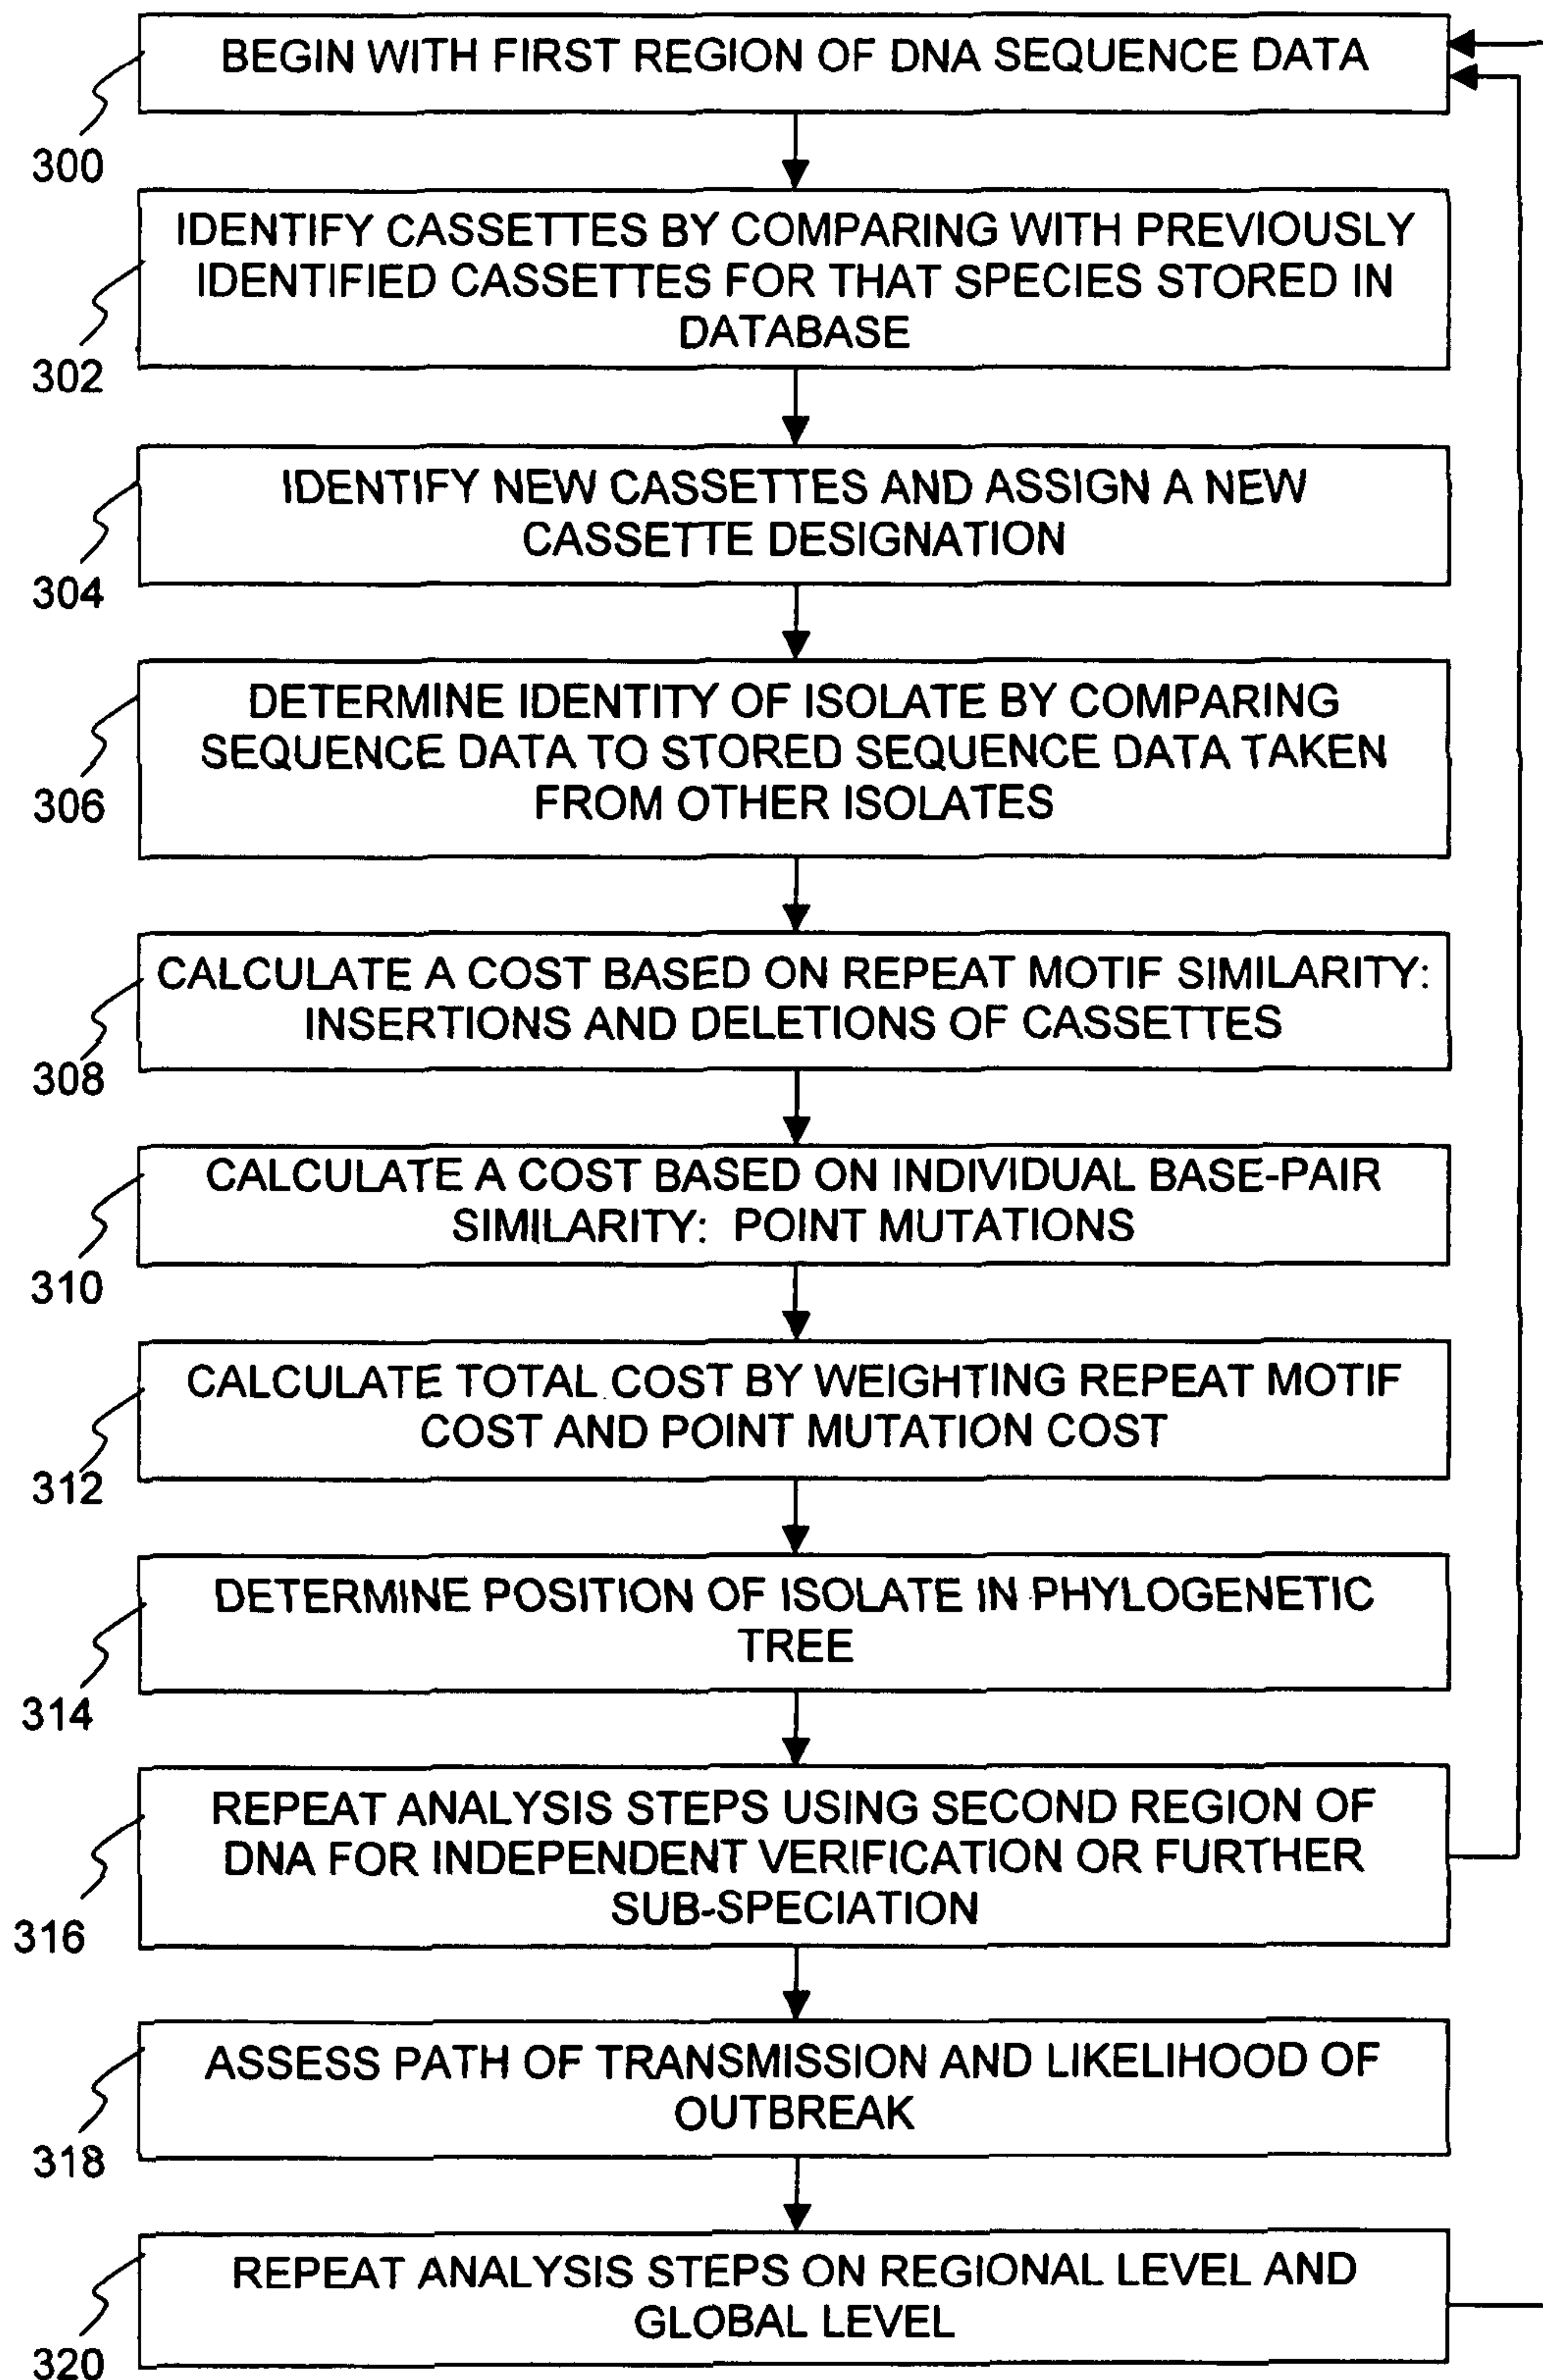 BEGIN WITH FIRST REGION OF DNA SEQUENCE DATA
300
IDENTIFY CASSETTES BY COMPARING WITH PREVIOUSLY
IDENTIFIED CASSETTES FOR THAT SPECIES STORED IN
DATABASE
302
IDENTIFY NEW CASSETTES AND ASSIGN A NEW
CASSETTE DESIGNATION
304
DETERMINE IDENTITY OF ISOLATE BY COMPARING
SEQUENCE DATA TO STORED SEQUENCE DATA TAKEN
FROM OTHER ISOLATES
306
CALCULATE A COST BASED ON REPEAT MOTIF SIMILARITY:
INSERTIONS AND DELETIONS OF CASSETTES
308
CALCULATE A COST BASED ON INDIVIDUAL BASE-PAIR
SIMILARITY: POINT MUTATIONS
310
CALCULATE TOTAL COST BY WEIGHTING REPEAT MOTIF
COST AND POINT MUTATION COST
312
DETERMINE POSITION OF ISOLATE IN PHYLOGENETIC
TREE
314
REPEAT ANALYSIS STEPS USING SECOND REGION OF
DNA FOR INDEPENDENT VERIFICATION OR FURTHER
SUB-SPECIATION
316
ASSESS PATH OF TRANSMISSION AND LIKELIHOOD OF
OUTBREAK
318
REPEAT ANALYSIS STEPS ON REGIONAL LEVEL AND
GLOBAL LEVEL
320